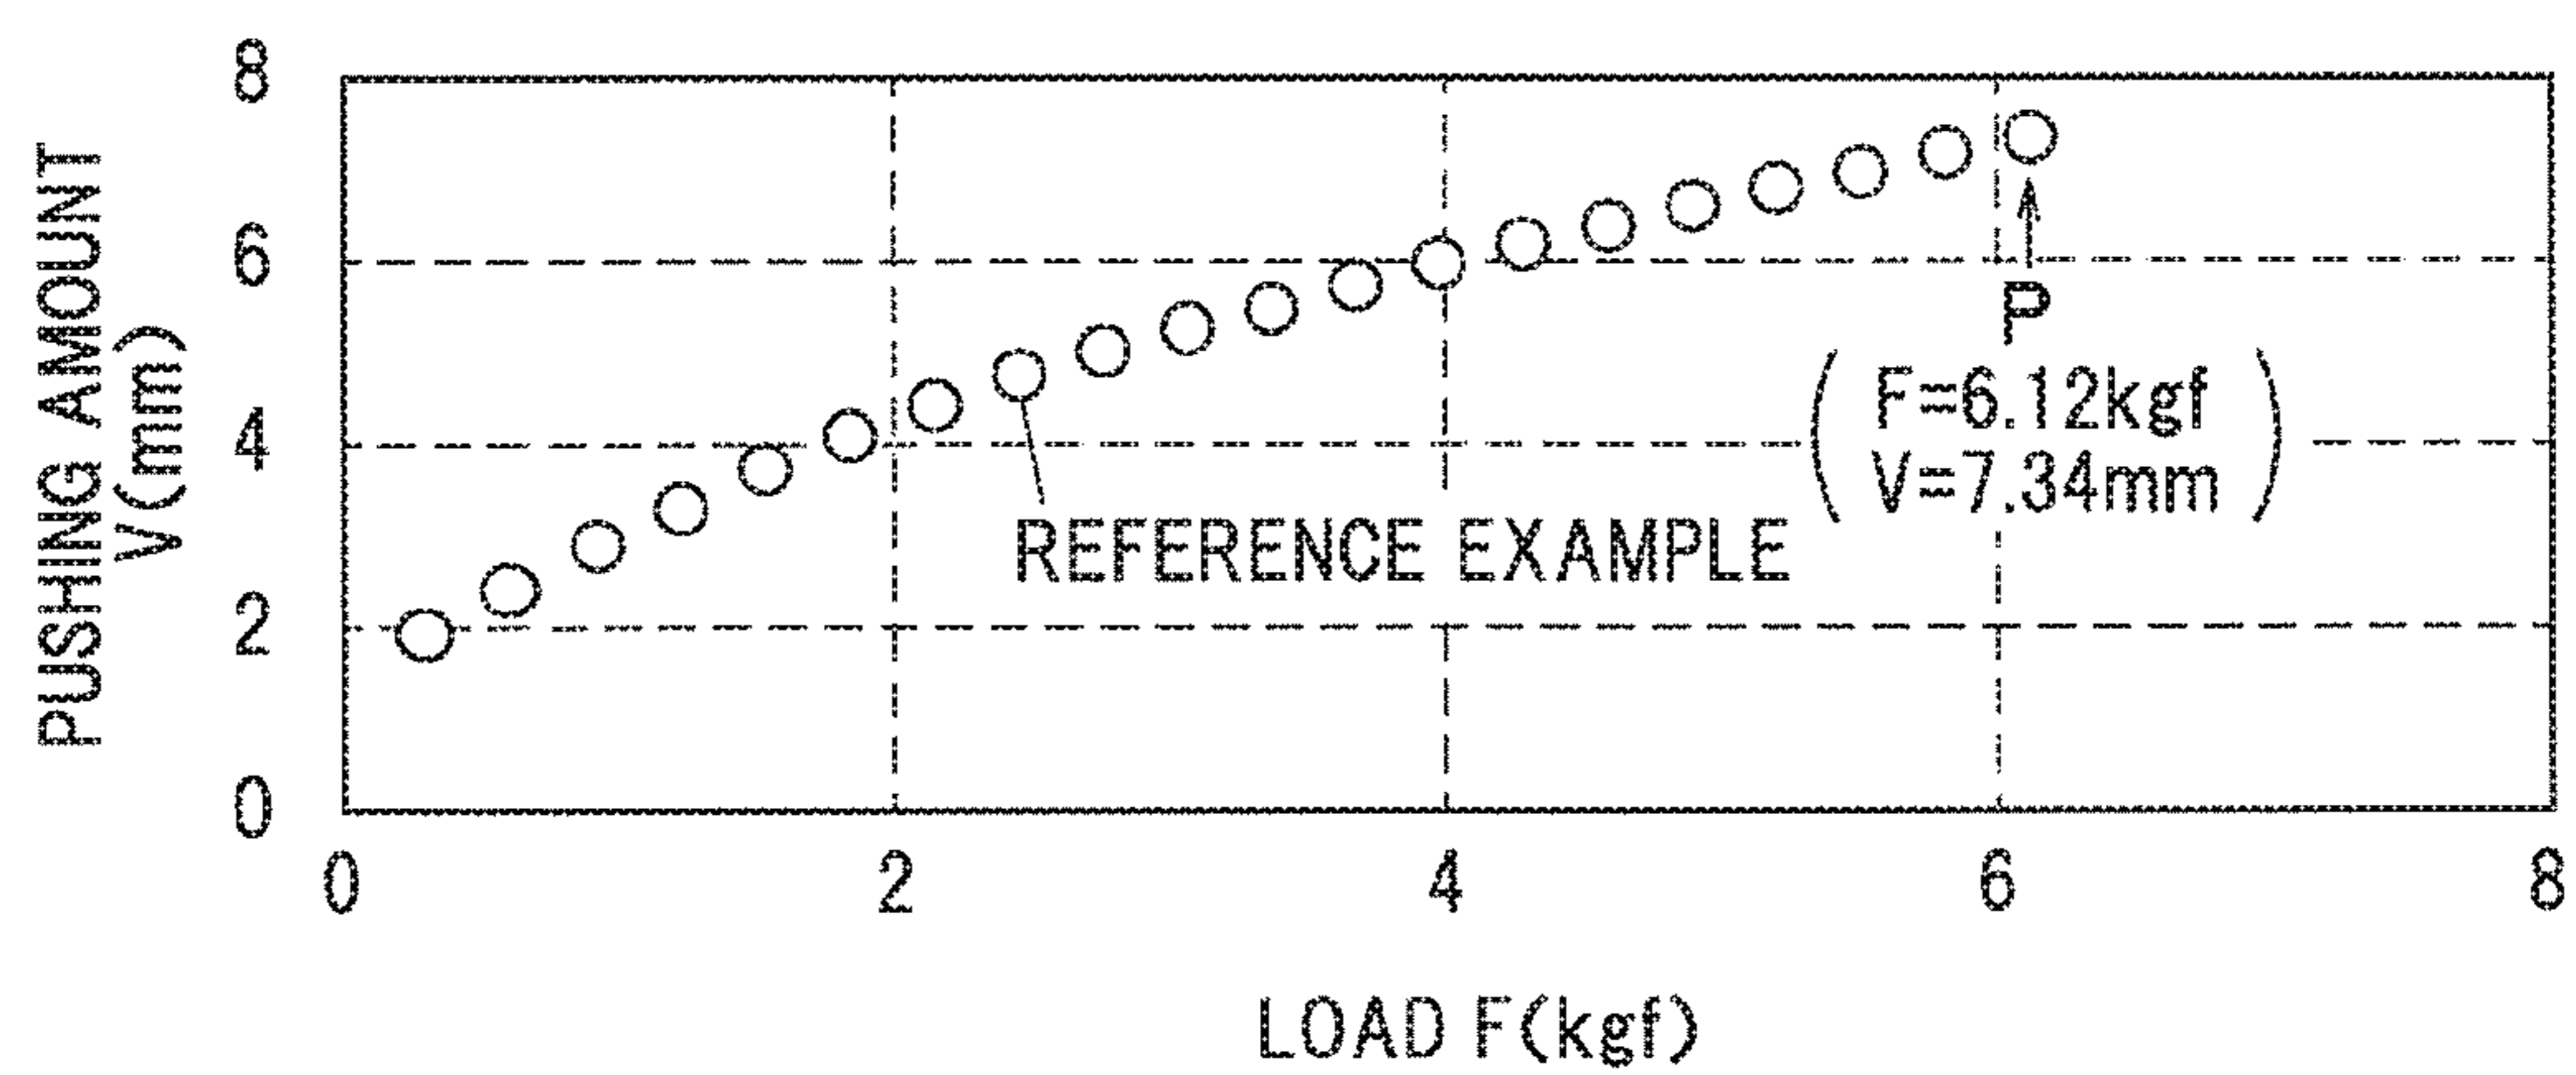 PUSHING AMOUNT
V(mm)
8
6
4
2
0
P
F=6.12kgf
V=7.34mm
REFERENCE EXAMPLE
0 2 4 6 8
LOAD F(kgf)